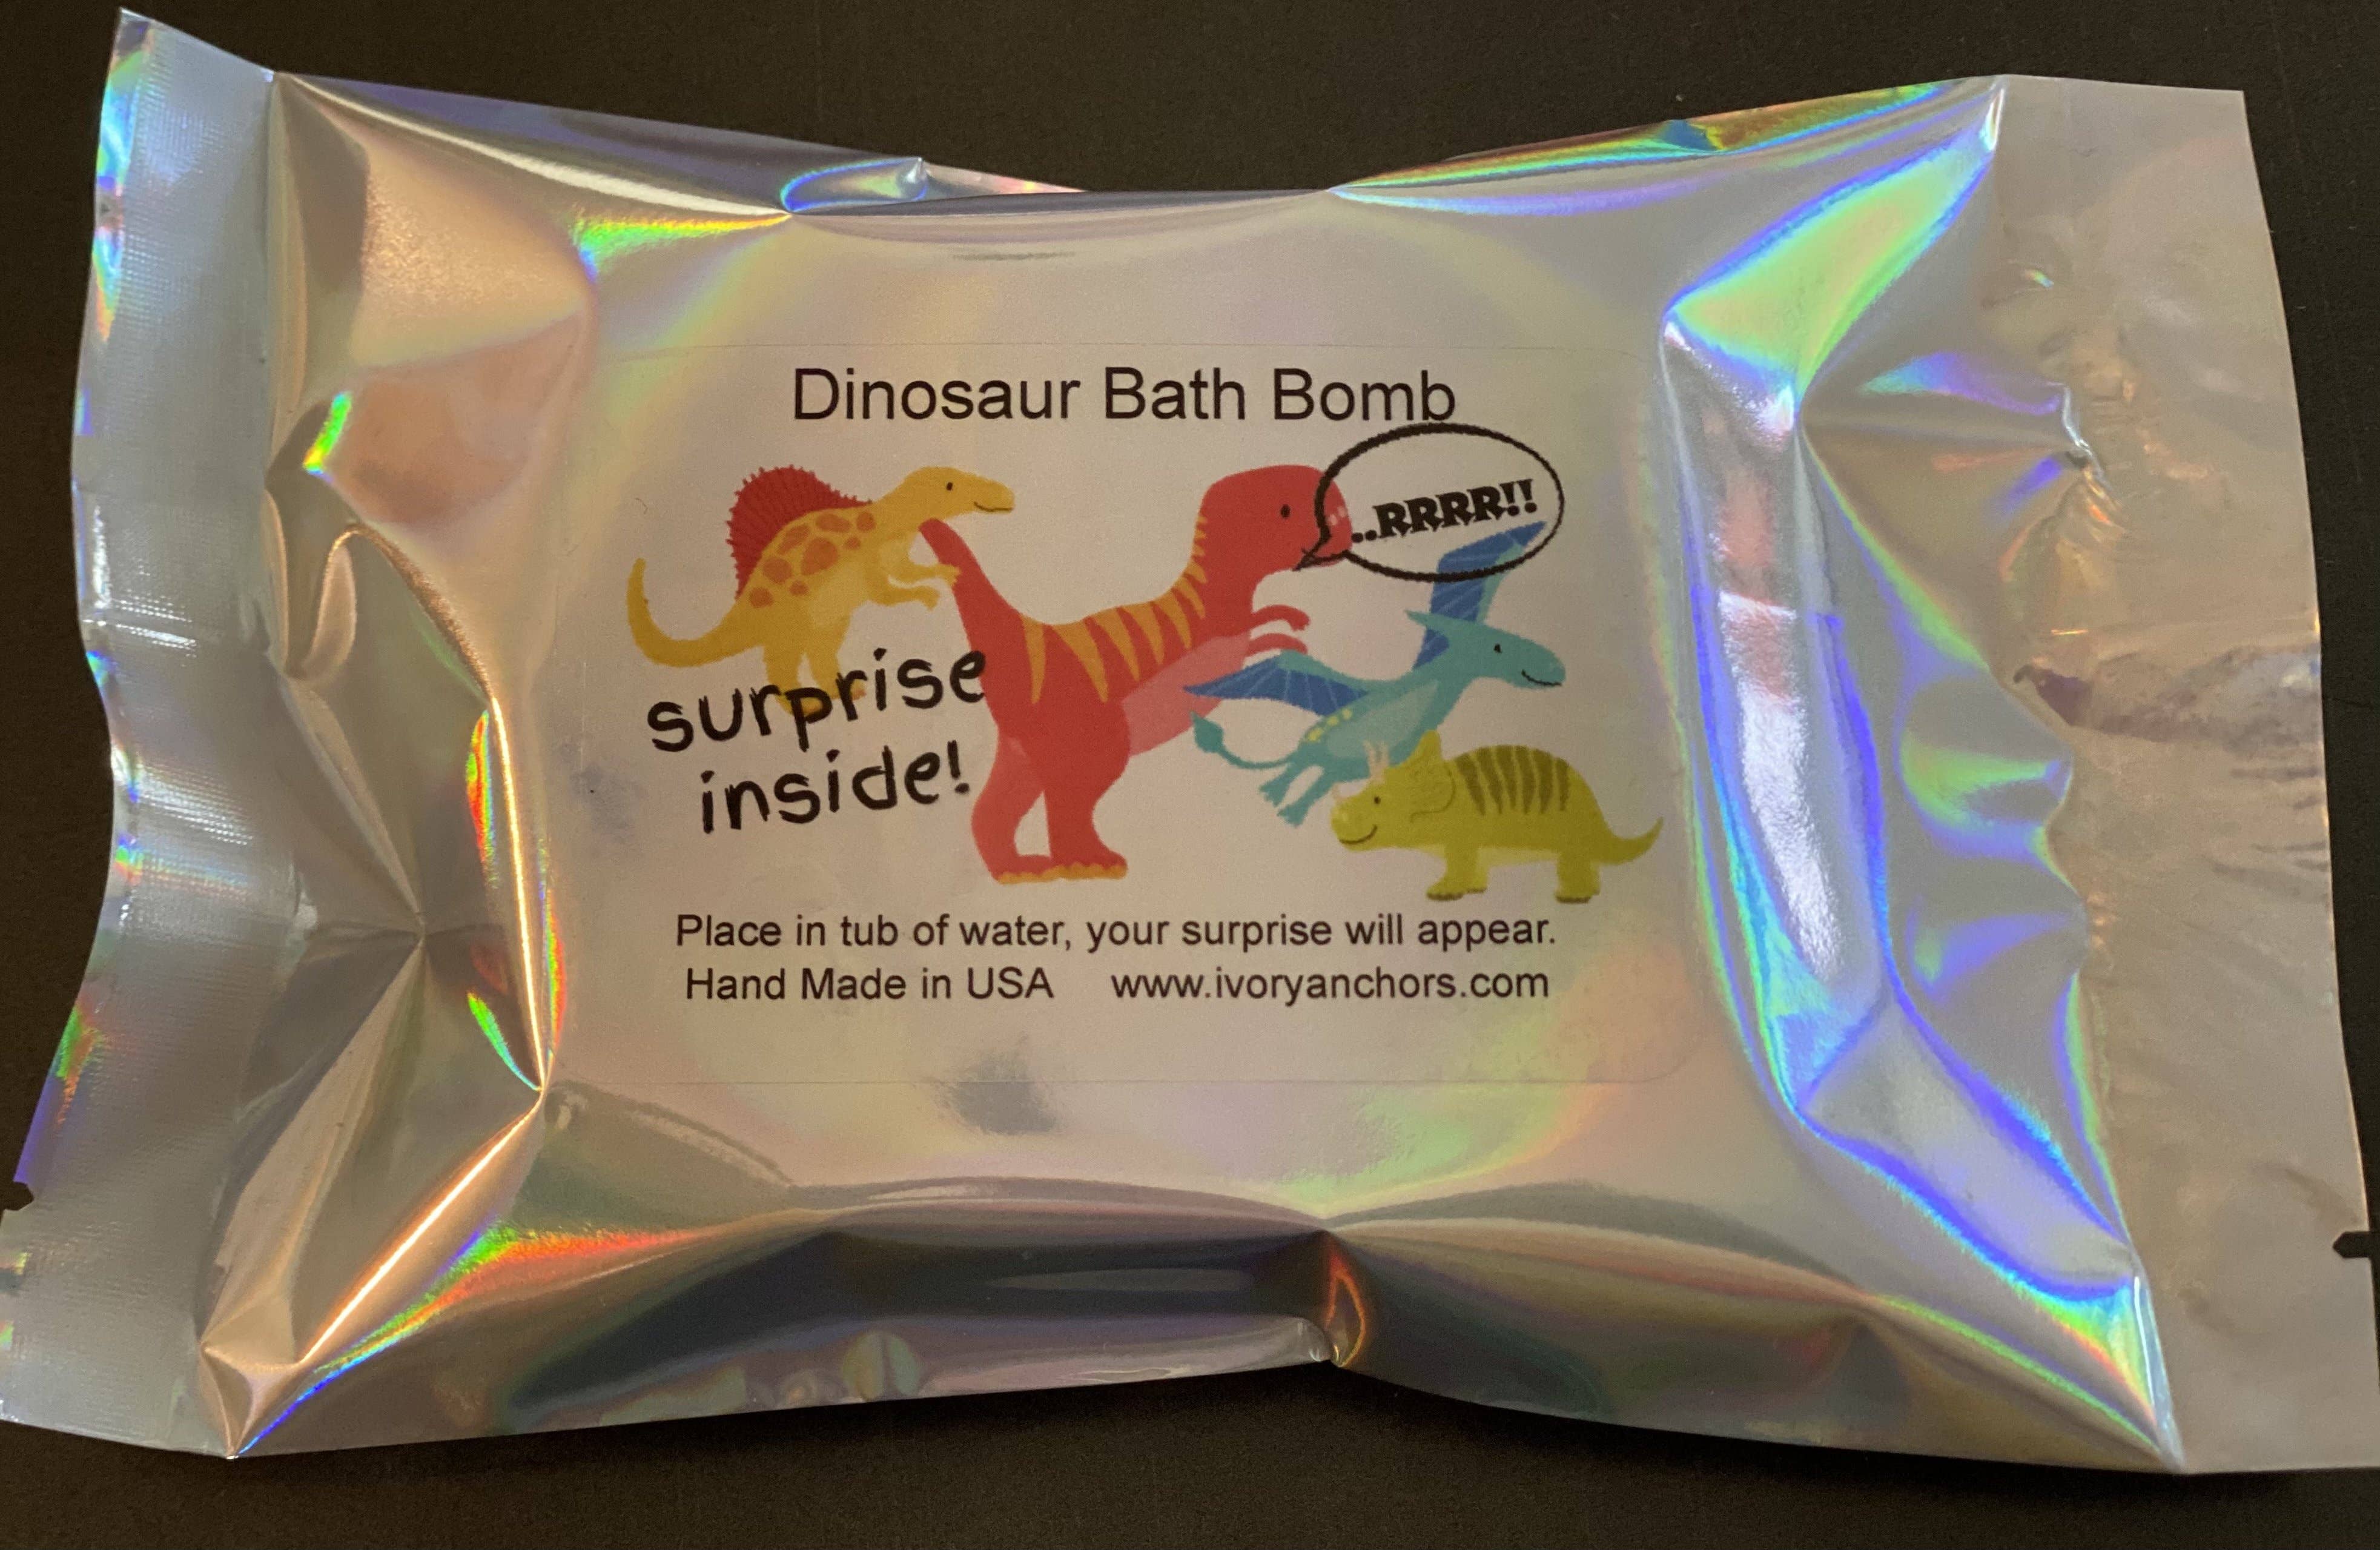 Dinosaur Bath Bomb
..RRRR!!
surprise
inside!
Place in tub of water, your surprise will appear.
Hand Made in USA www.ivoryanchors.com